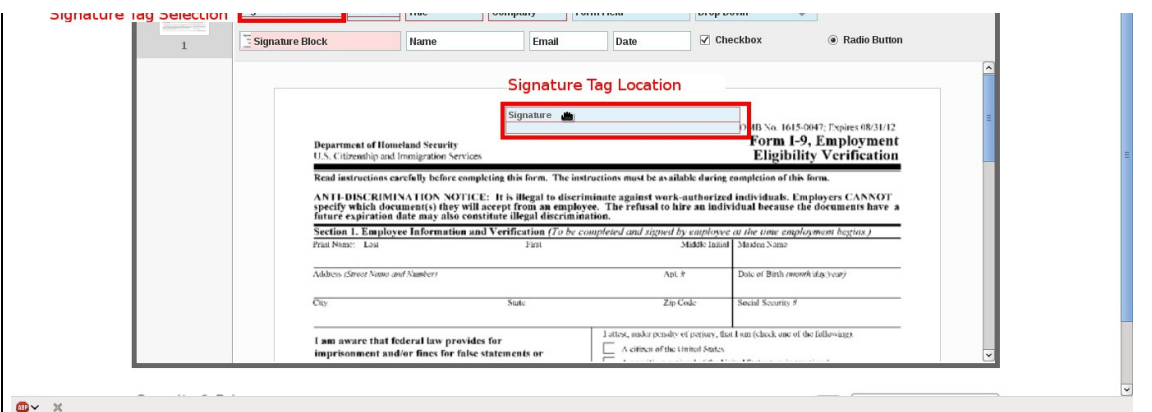 Signature Tag Selection
Title Company Form Field Drop Down
1
Signature Block Name Email Date Checkbox Radio Button
Signature Tag Location
Signature
OMB No. 1615-0047; Expires 08/31/12
Department of Homeland Security
U.S. Citizenship and Immigration Services
Form I-9, Employment
Eligibility Verification
Read instructions carefully before completing this form. The instructions must be available during completion of this form.
ANTI-DISCRIMINATION NOTICE: It is illegal to discriminate against work-authorized individuals. Employers CANNOT
specify which document(s) they will accept from an employee. The refusal to hire an individual because the documents have a
future expiration date may also constitute illegal discrimination.
Section 1. Employee Information and Verification (To be completed and signed by employee at the time employment begins.)
Print Name: Last First Middle Initial Maiden Name
Address (Street Name and Number) Apt. # Date of Birth (month/day/year)
City State Zip Code Social Security #
I am aware that federal law provides for
imprisonment and/or fines for false statements or
I attest, under penalty of perjury, that I am (check one of the following):
A citizen of the United States
ABP